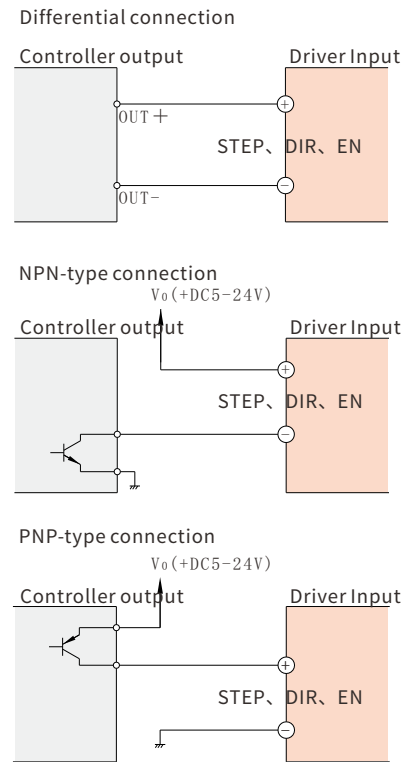 Differential connection
Controller output
Driver Input
+
OUT＋
STEP、DIR、EN
−
OUT-
NPN-type connection
V₀(+DC5-24V)
Controller output
Driver Input
+
STEP、DIR、EN
−
PNP-type connection
V₀(+DC5-24V)
Controller output
Driver Input
+
STEP、DIR、EN
−